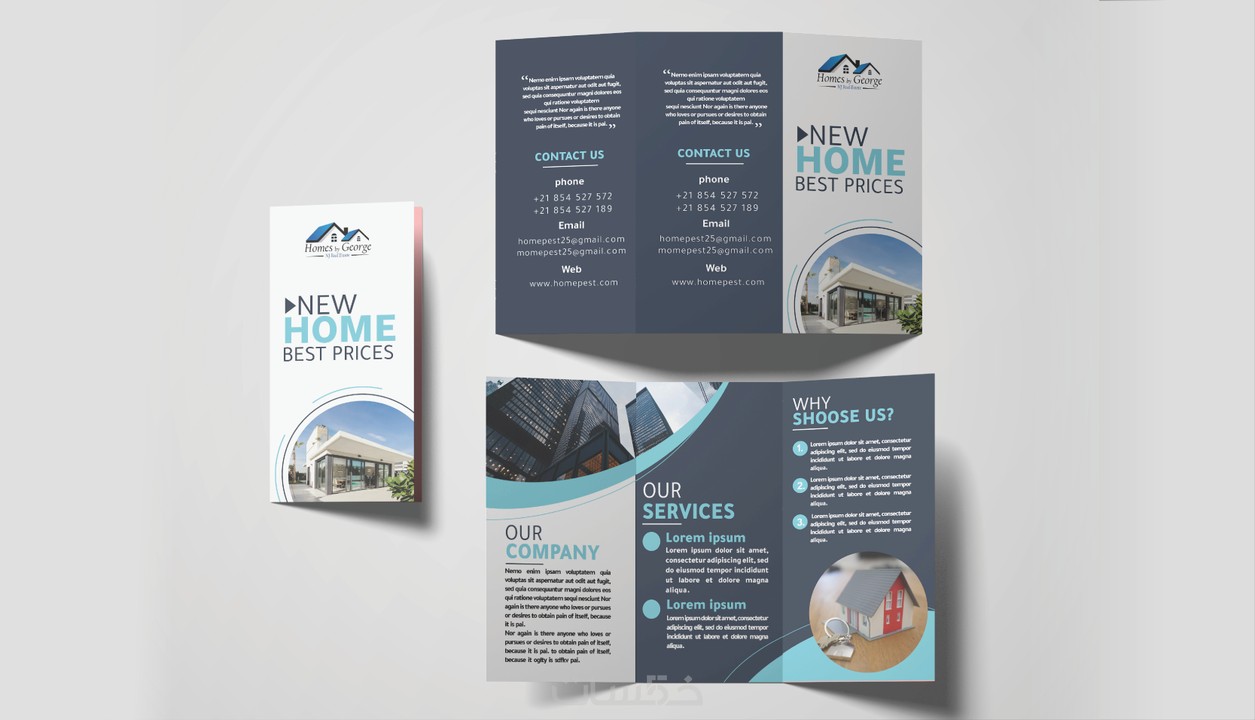 Homes by George
NJ Real Estate
NEW
HOME
BEST PRICES
“ Nemo enim ipsam voluptatem quia
voluptas sit aspernatur aut odit aut fugit,
sed quia consequuntur magni dolores eos
qui ratione voluptatem
sequi nesciunt Nor again is there anyone
who loves or pursues or desires to obtain
pain of itself, because it is pai. ”
CONTACT US
phone
+21 854 527 572
+21 854 527 189
Email
homepest25@gmail.com
momepest25@gmail.com
Web
www.homepest.com
“ Nemo enim ipsam voluptatem quia
voluptas sit aspernatur aut odit aut fugit,
sed quia consequuntur magni dolores eos
qui ratione voluptatem
sequi nesciunt Nor again is there anyone
who loves or pursues or desires to obtain
pain of itself, because it is pai. ”
CONTACT US
phone
+21 854 527 572
+21 854 527 189
Email
homepest25@gmail.com
momepest25@gmail.com
Web
www.homepest.com
Homes by George
NJ Real Estate
NEW
HOME
BEST PRICES
OUR
COMPANY
Nemo enim ipsam voluptatem quia
voluptas sit aspernatur aut odit aut fugit,
sed quia consequuntur magni dolores eos
qui ratione voluptatem sequi nesciunt Nor
again is there anyone who loves or pursues
or desires to obtain pain of itself, because
it is pai.
Nor again is there anyone who loves or
pursues or desires to obtain pain of itself,
because it is pai. to obtain pain of itself,
because it ogity is sdfkv pai.
OUR
SERVICES
Lorem ipsum
Lorem ipsum dolor sit amet,
consectetur adipiscing elit, sed
do eiusmod tempor incididunt
ut labore et dolore magna
aliqua.
Lorem ipsum
Lorem ipsum dolor sit amet, consectetur
adipiscing elit, sed do eiusmod tempor
incididunt ut labore et dolore magna
aliqua.
WHY
SHOOSE US?
1. Lorem ipsum dolor sit amet, consectetur
adipiscing elit, sed do eiusmod tempor
incididunt ut labore et dolore magna
aliqua.
2. Lorem ipsum dolor sit amet, consectetur
adipiscing elit, sed do eiusmod tempor
incididunt ut labore et dolore magna
aliqua.
3. Lorem ipsum dolor sit amet, consectetur
adipiscing elit, sed do eiusmod tempor
incididunt ut labore et dolore magna
aliqua.
خمسات